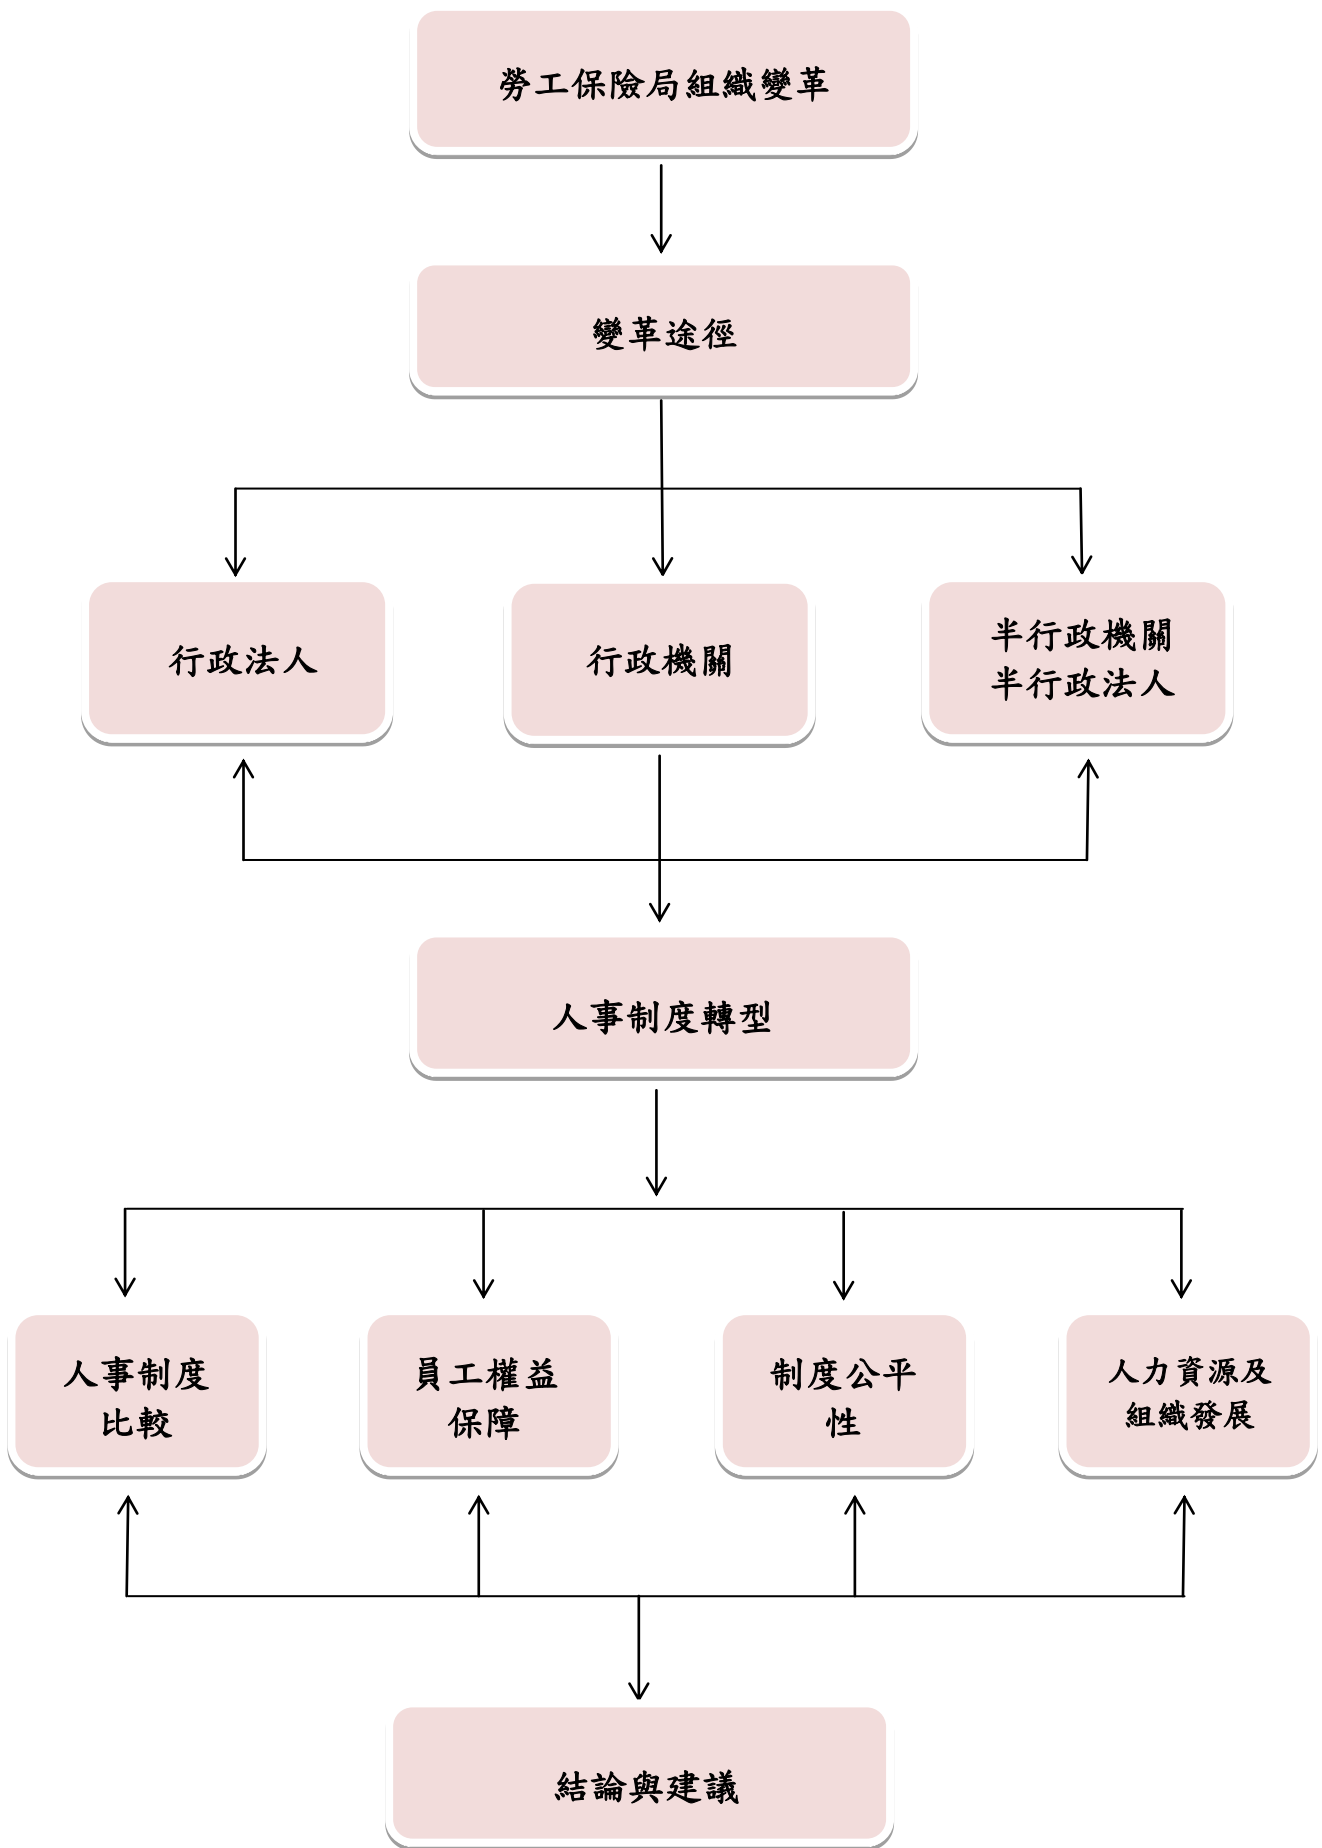 勞工保險局組織變革
變革途徑
行政法人
行政機關
半行政機關
半行政法人
人事制度轉型
人事制度
比較
員工權益
保障
制度公平
性
人力資源及
組織發展
結論與建議